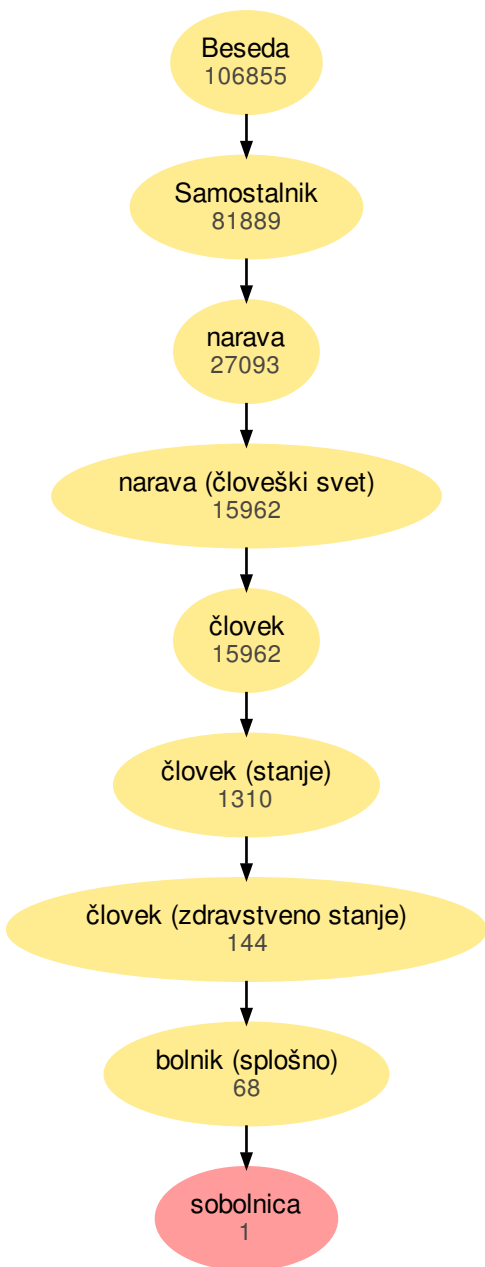 Beseda
106855
Samostalnik
81889
narava
27093
narava (človeški svet)
15962
človek
15962
človek (stanje)
1310
človek (zdravstveno stanje)
144
bolnik (splošno)
68
sobolnica
1